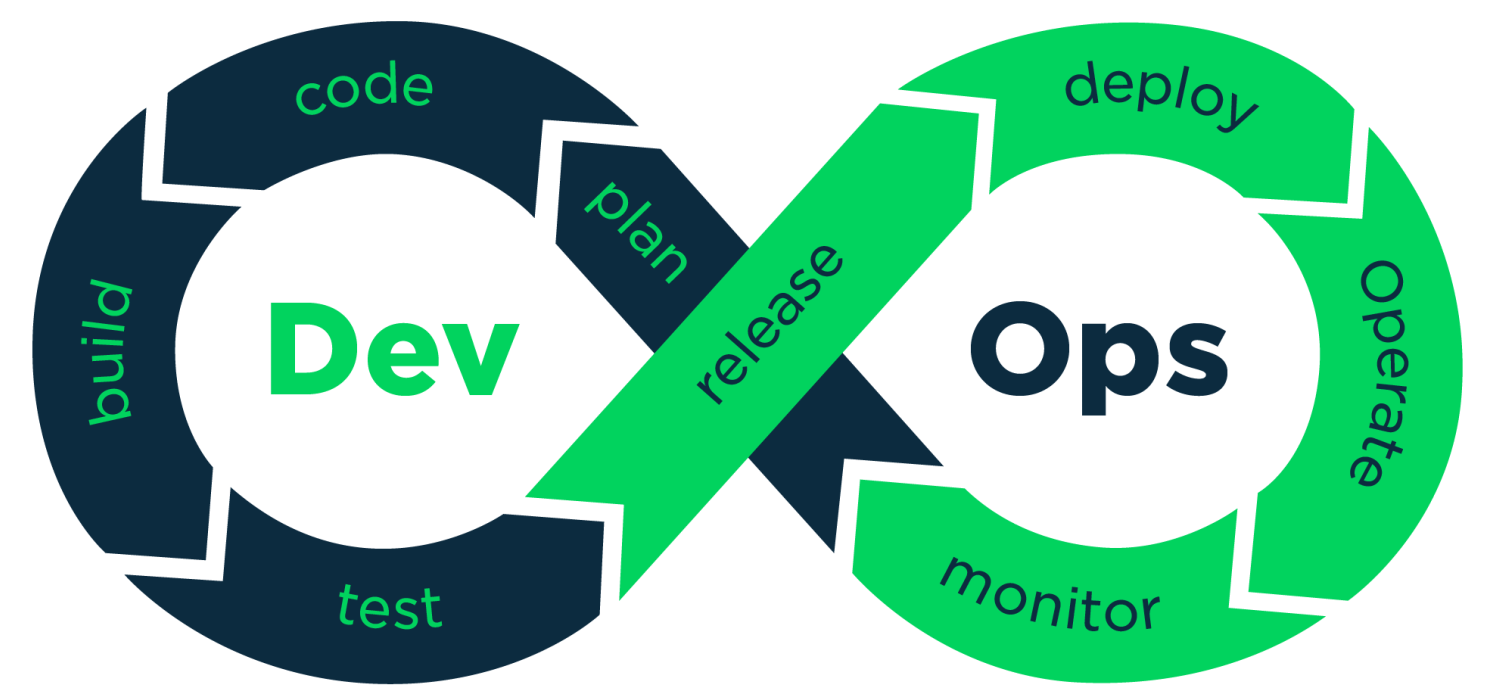 code
plan
build
Dev
test
release
deploy
Ops
Operate
monitor